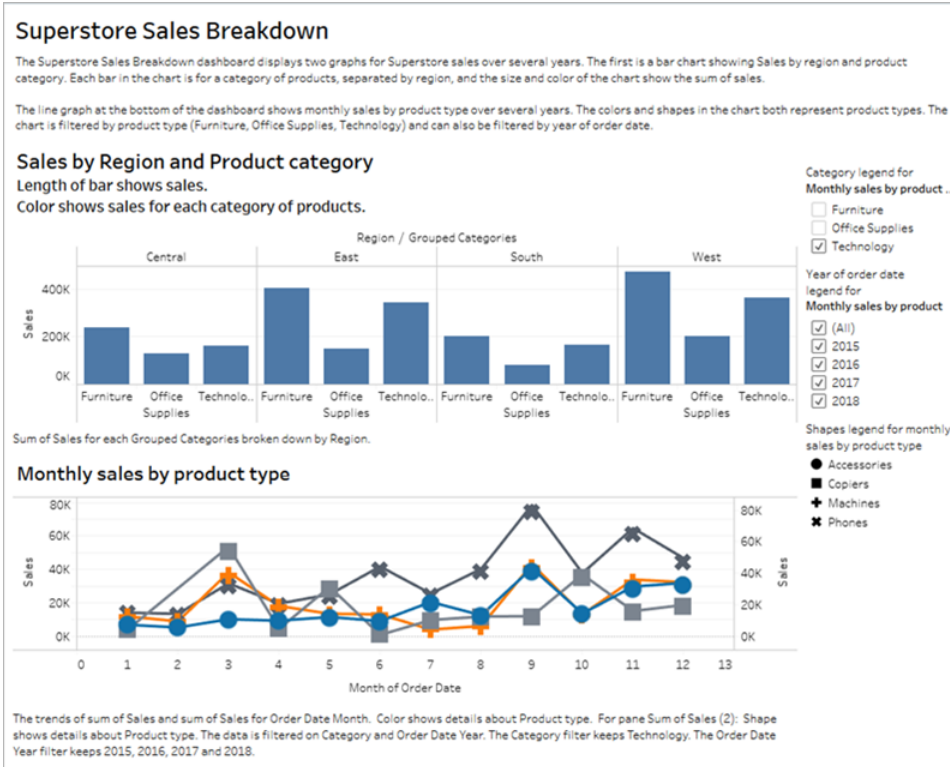 Superstore Sales Breakdown
The Superstore Sales Breakdown dashboard displays two graphs for Superstore sales over several years. The first is a bar chart showing Sales by region and product
category. Each bar in the chart is for a category of products, separated by region, and the size and color of the chart show the sum of sales.
The line graph at the bottom of the dashboard shows monthly sales by product type over several years. The colors and shapes in the chart both represent product types. The
chart is filtered by product type (Furniture, Office Supplies, Technology) and can also be filtered by year of order date.
Sales by Region and Product category
Length of bar shows sales.
Color shows sales for each category of products.
Region / Grouped Categories
Central East South West
Sales
400K
200K
0K
Furniture Office Technolo.. Furniture Office Technolo.. Furniture Office Technolo.. Furniture Office Technolo..
Supplies Supplies Supplies Supplies
Sum of Sales for each Grouped Categories broken down by Region.
Category legend for
Monthly sales by product ..
Furniture
Office Supplies
Technology
Year of order date
legend for
Monthly sales by product
(All)
2015
2016
2017
2018
Shapes legend for monthly
sales by product type
Accessories
Copiers
Machines
Phones
Monthly sales by product type
80K 80K
60K 60K
40K 40K
20K 20K
0K 0K
Sales Sales
0 1 2 3 4 5 6 7 8 9 10 11 12 13
Month of Order Date
The trends of sum of Sales and sum of Sales for Order Date Month. Color shows details about Product type. For pane Sum of Sales (2): Shape
shows details about Product type. The data is filtered on Category and Order Date Year. The Category filter keeps Technology. The Order Date
Year filter keeps 2015, 2016, 2017 and 2018.